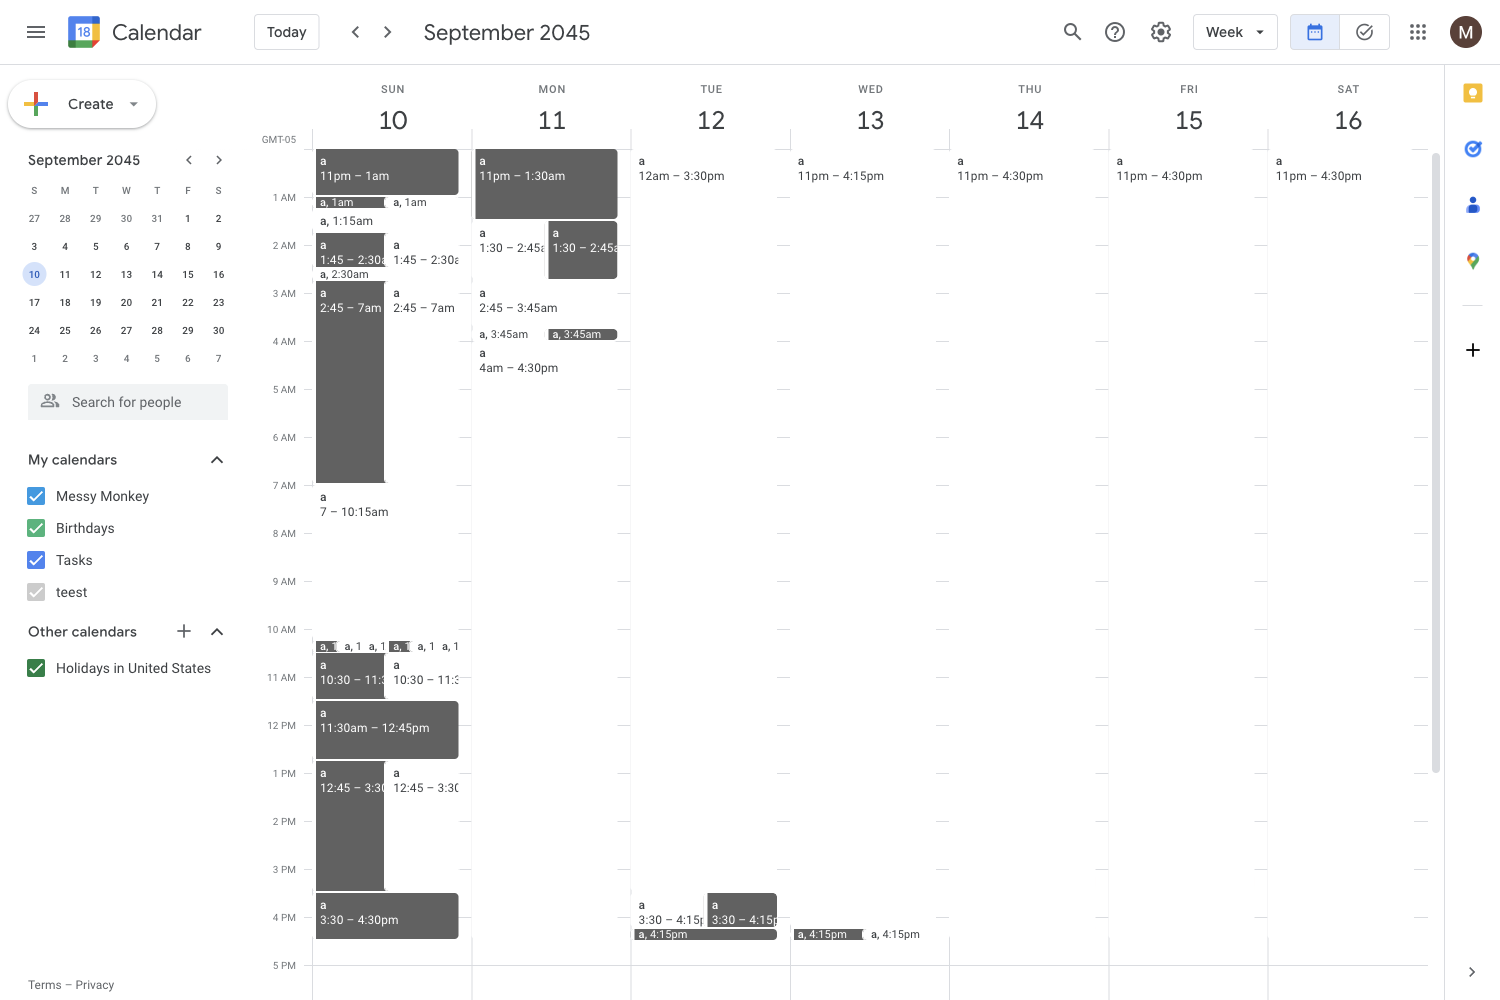 18 Calendar
Today
September 2045
Week
M
Create
September 2045
S M T W T F S
27 28 29 30 31 1 2
3 4 5 6 7 8 9
10 11 12 13 14 15 16
17 18 19 20 21 22 23
24 25 26 27 28 29 30
1 2 3 4 5 6 7
Search for people
My calendars
Messy Monkey
Birthdays
Tasks
teest
Other calendars
Holidays in United States
Terms – Privacy
SUN MON TUE WED THU FRI SAT
10 11 12 13 14 15 16
GMT-05
1 AM
2 AM
3 AM
4 AM
5 AM
6 AM
7 AM
8 AM
9 AM
10 AM
11 AM
12 PM
1 PM
2 PM
3 PM
4 PM
5 PM
a
11pm – 1am
a, 1am
a, 1am
a, 1:15am
a
1:45 – 2:30a
a
1:45 – 2:30a
a, 2:30am
a
2:45 – 7am
a
2:45 – 7am
a
7 – 10:15am
a, 1
a, 1
a, 1
a, 1
a, 1
a, 1
a
10:30 – 11:3
a
10:30 – 11:3
a
11:30am – 12:45pm
a
12:45 – 3:30
a
12:45 – 3:30
a
3:30 – 4:30pm
a
11pm – 1:30am
a
1:30 – 2:45a
a
1:30 – 2:45a
a
2:45 – 3:45am
a, 3:45am
a, 3:45am
a
4am – 4:30pm
a
12am – 3:30pm
a
3:30 – 4:15p
a
3:30 – 4:15p
a, 4:15pm
a
11pm – 4:15pm
a, 4:15pm
a, 4:15pm
a
11pm – 4:30pm
a
11pm – 4:30pm
a
11pm – 4:30pm